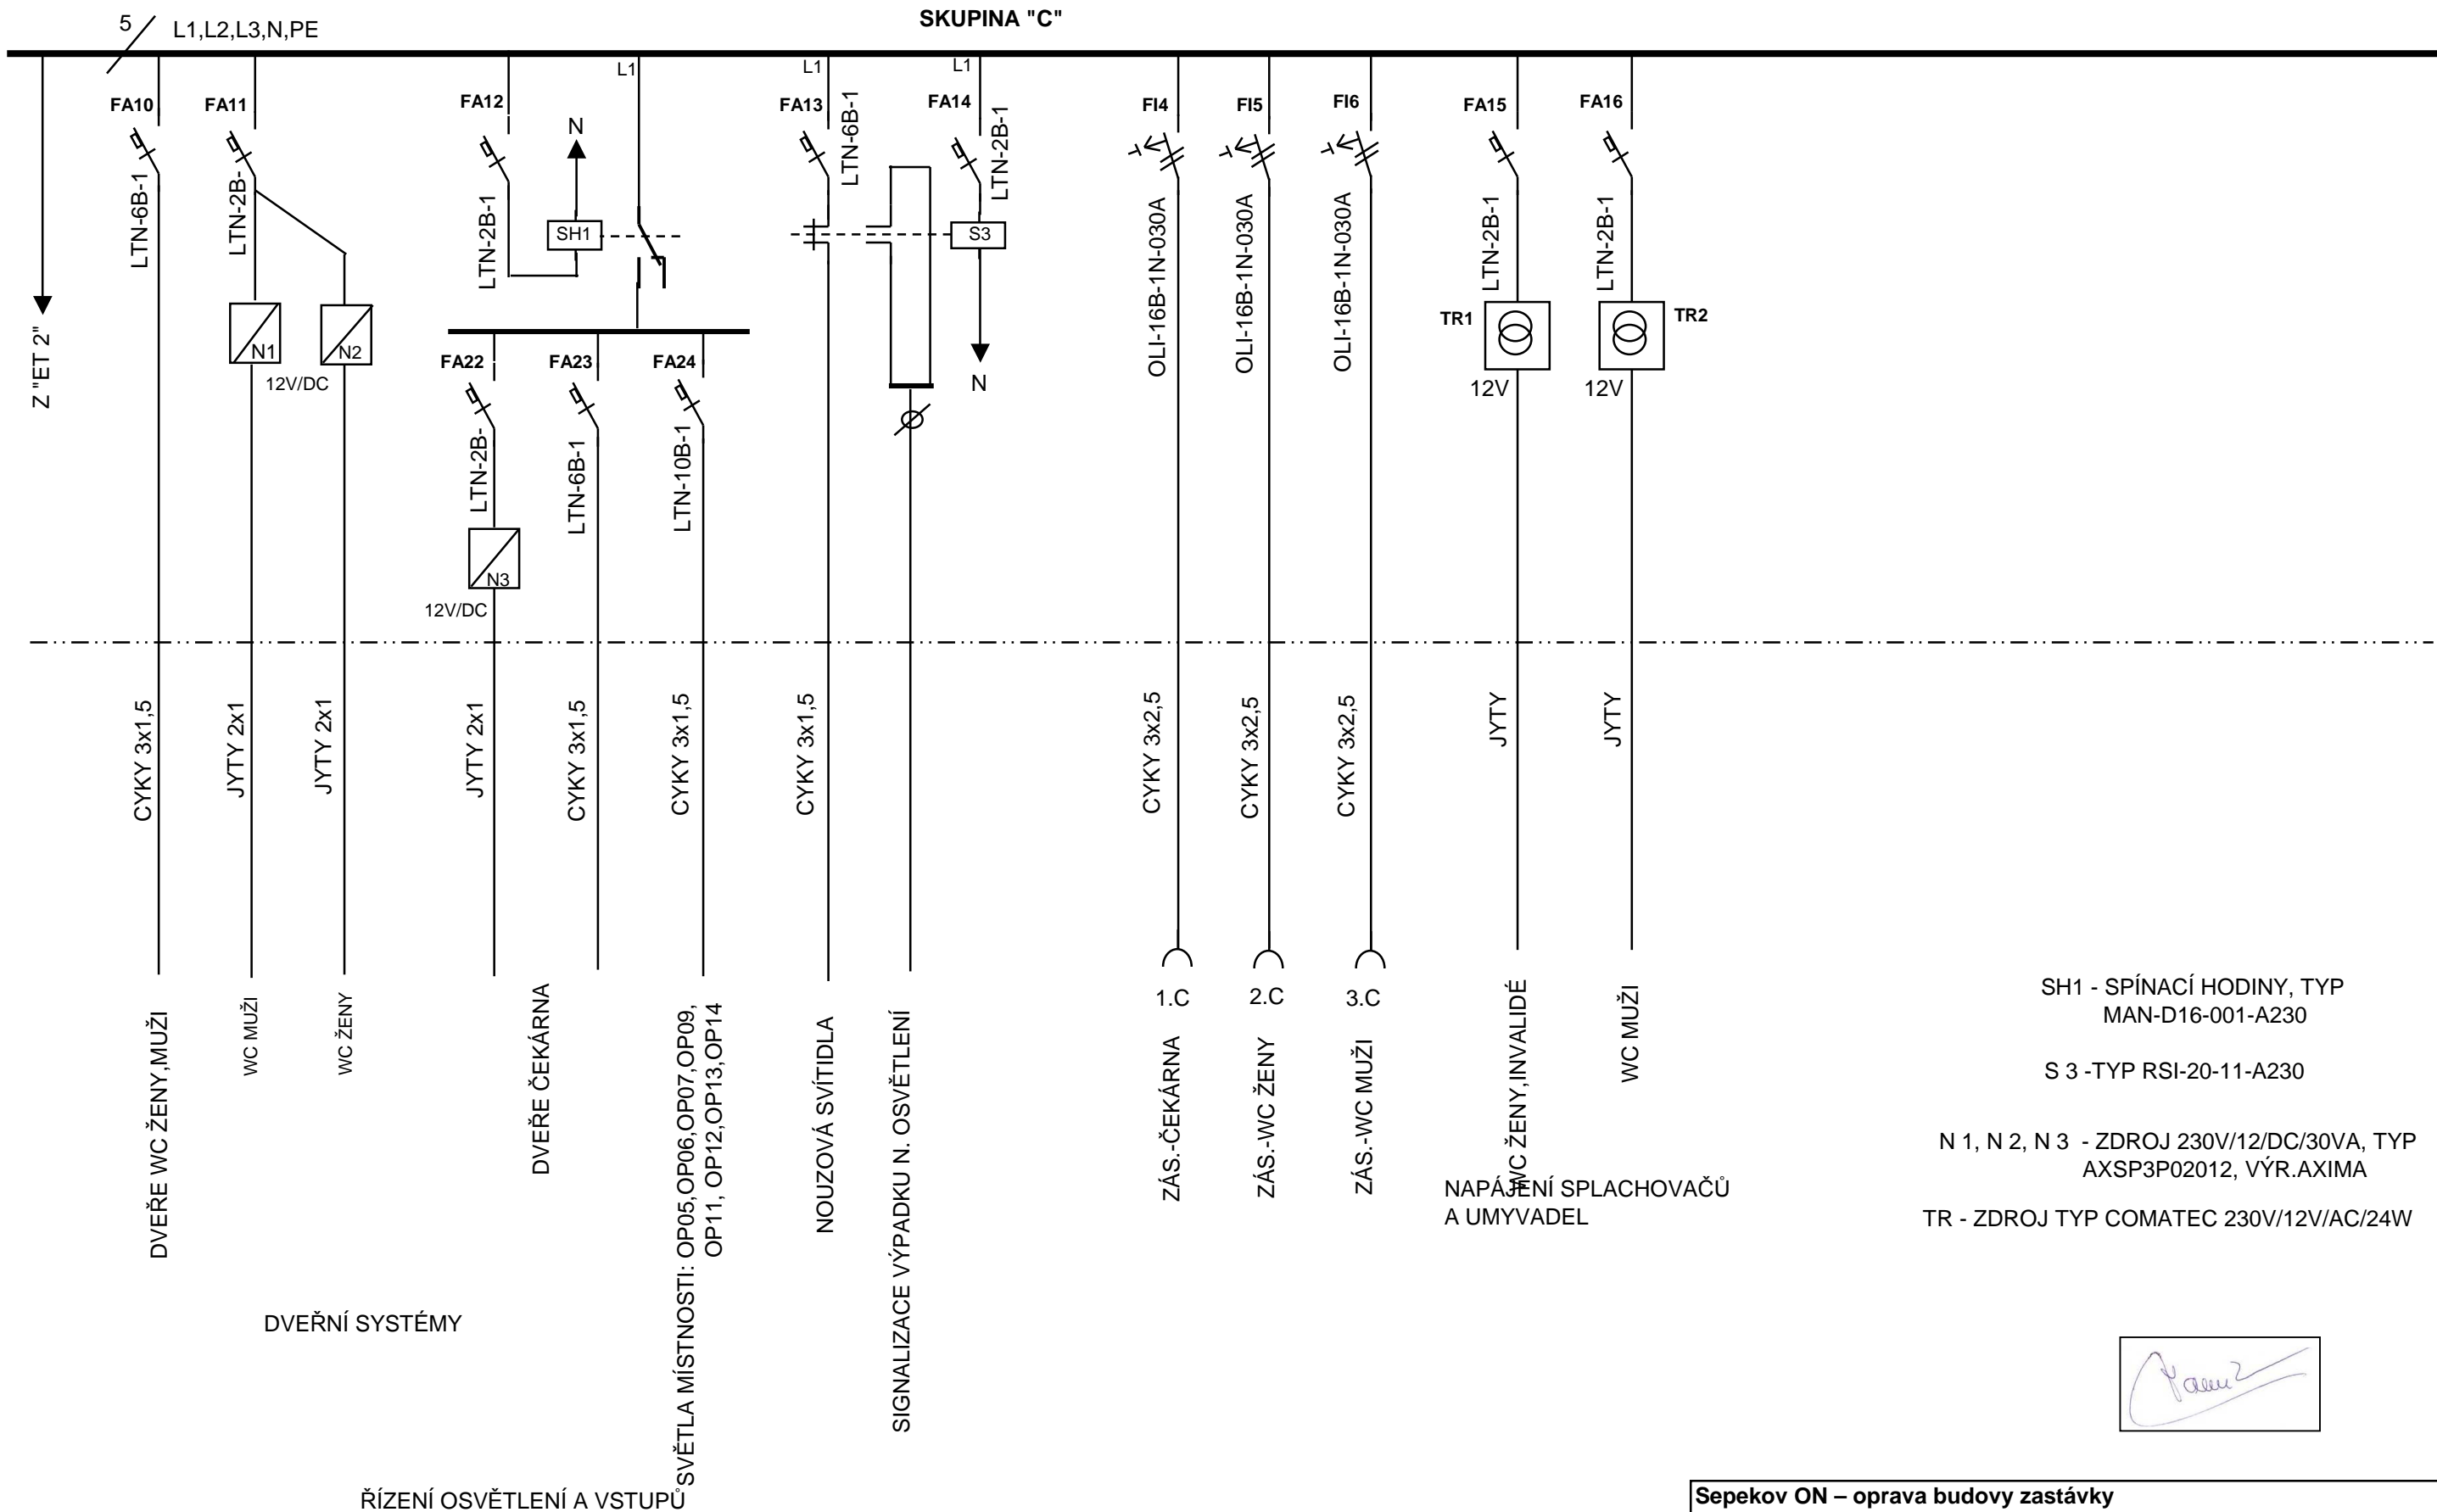 SKUPINA "C"
5
L1,L2,L3,N,PE
L1
L1
L1
FA10
FA11
FA12
FA13
FA14
FI4
FI5
FI6
FA15
FA16
N
LTN-6B-1
LTN-2B-
LTN-2B-1
LTN-6B-1
LTN-2B-1
OLI-16B-1N-030A
OLI-16B-1N-030A
OLI-16B-1N-030A
LTN-2B-1
LTN-2B-1
SH1
S3
Z "ET 2"
N1
N2
12V/DC
TR1
TR2
12V
12V
N
FA22
FA23
FA24
LTN-2B-
LTN-6B-1
LTN-10B-1
N3
12V/DC
CYKY 3x1,5
JYTY 2x1
JYTY 2x1
JYTY 2x1
CYKY 3x1,5
CYKY 3x1,5
CYKY 3x1,5
CYKY 3x2,5
CYKY 3x2,5
CYKY 3x2,5
JYTY
JYTY
1.C
2.C
3.C
DVEŘE WC ŽENY,MUŽI
WC MUŽI
WC ŽENY
DVEŘE ČEKÁRNA
SVĚTLA MÍSTNOSTI: OP05,OP06,OP07,OP09,
OP11, OP12,OP13,OP14
NOUZOVÁ SVÍTIDLA
SIGNALIZACE VÝPADKU N. OSVĚTLENÍ
ZÁS.-ČEKÁRNA
ZÁS.-WC ŽENY
ZÁS.-WC MUŽI
WC ŽENY,INVALIDÉ
WC MUŽI
NAPÁJENÍ SPLACHOVAČŮ
A UMYVADEL
SH1 - SPÍNACÍ HODINY, TYP
MAN-D16-001-A230
S 3 -TYP RSI-20-11-A230
N 1, N 2, N 3 - ZDROJ 230V/12/DC/30VA, TYP
AXSP3P02012, VÝR.AXIMA
TR - ZDROJ TYP COMATEC 230V/12V/AC/24W
DVEŘNÍ SYSTÉMY
ŘÍZENÍ OSVĚTLENÍ A VSTUPŮ
Sepekov ON – oprava budovy zastávky